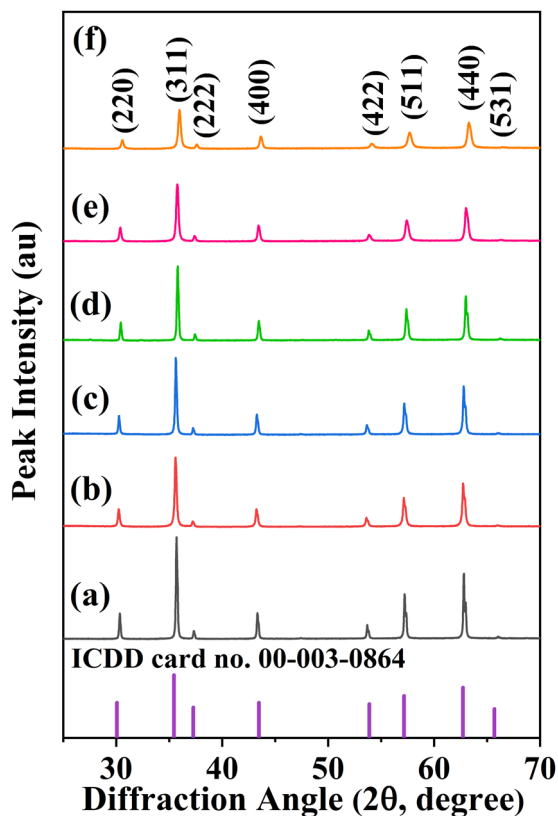 (f)
(220)
(311)
(222)
(400)
(422)
(511)
(440)
(531)
(e)
(d)
(c)
(b)
(a)
ICDD card no. 00-003-0864
Peak Intensity (au)
30 40 50 60 70
Diffraction Angle (2θ, degree)